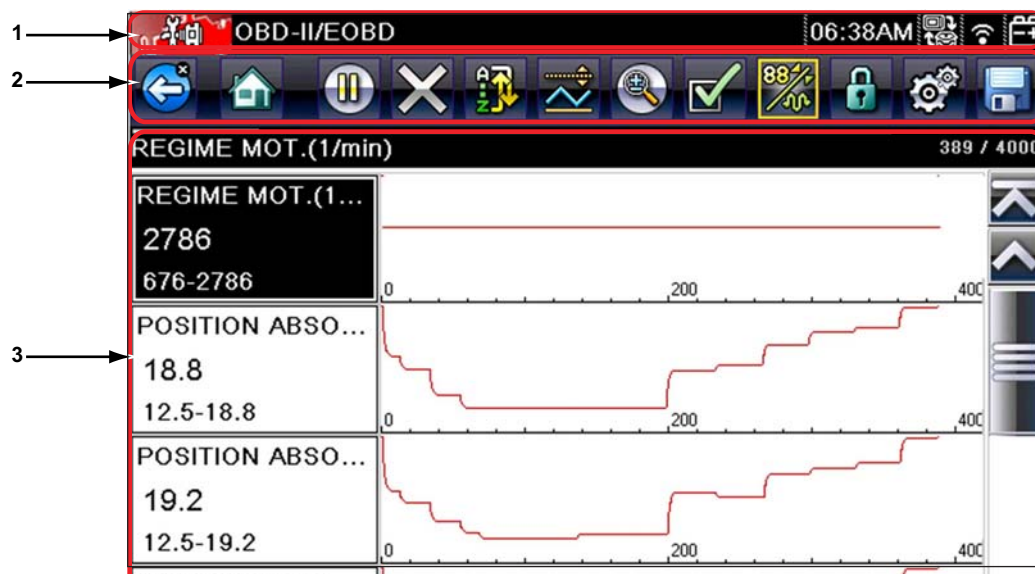 1
OBD-II/EOBD 06:38AM
2
REGIME MOT.(1/min) 389 / 4000
REGIME MOT.(1...
2786
676-2786
0 200 400
3
POSITION ABSO...
18.8
12.5-18.8
0 200 400
POSITION ABSO...
19.2
12.5-19.2
0 200 400